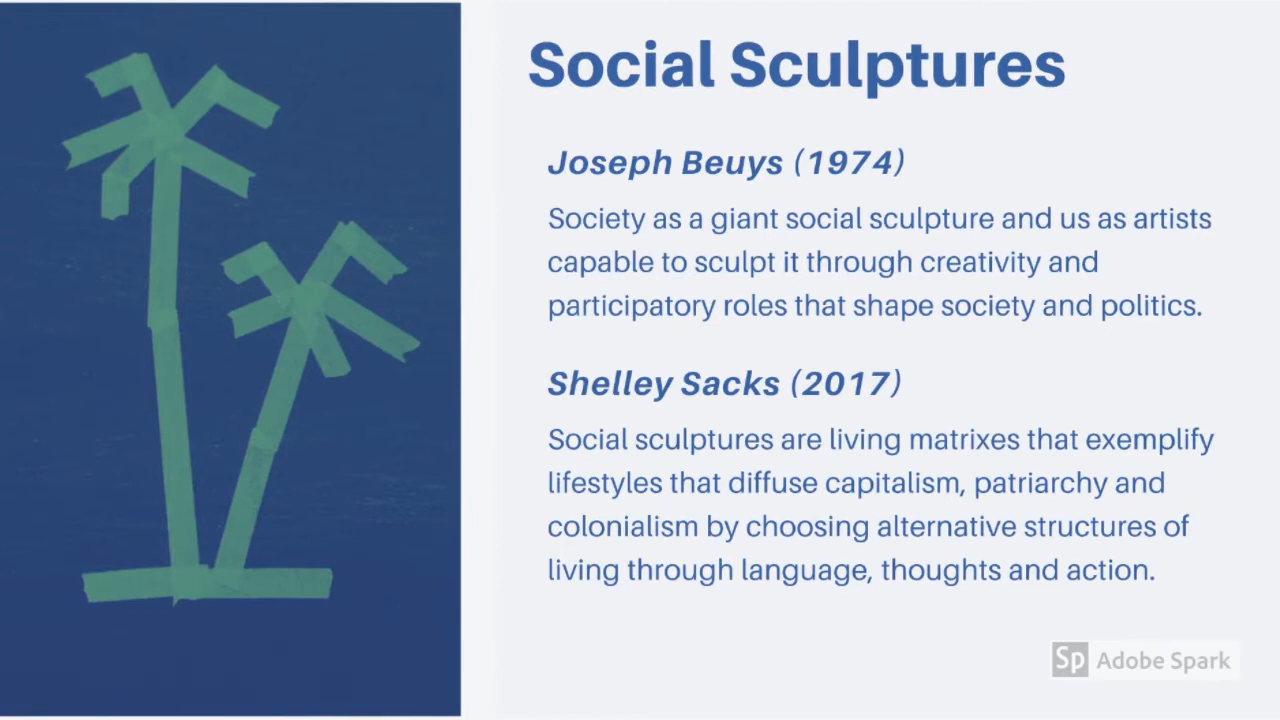 Social Sculptures
Joseph Beuys (1974)
Society as a giant social sculpture and us as artists
capable to sculpt it through creativity and
participatory roles that shape society and politics.
Shelley Sacks (2017)
Social sculptures are living matrixes that exemplify
lifestyles that diffuse capitalism, patriarchy and
colonialism by choosing alternative structures of
living through language, thoughts and action.
Sp Adobe Spark